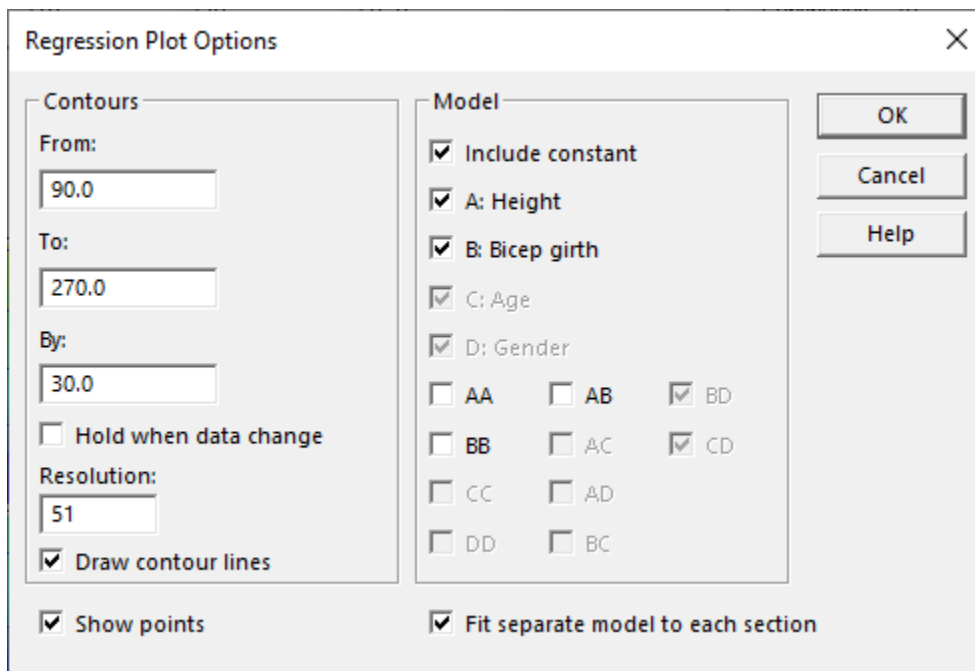 Regression Plot Options
Contours
From:
90.0
To:
270.0
By:
30.0
Hold when data change
Resolution:
51
Draw contour lines
Show points
Model
Include constant
A: Height
B: Bicep girth
C: Age
D: Gender
AA AB BD
BB AC CD
CC AD
DD BC
Fit separate model to each section
OK
Cancel
Help